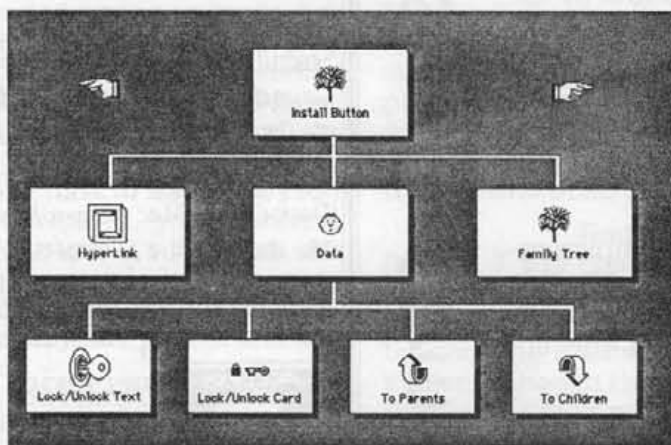 Install Button
HyperLink
Data
Family Tree
Lock/Unlock Text
Lock/Unlock Card
To Parents
To Children